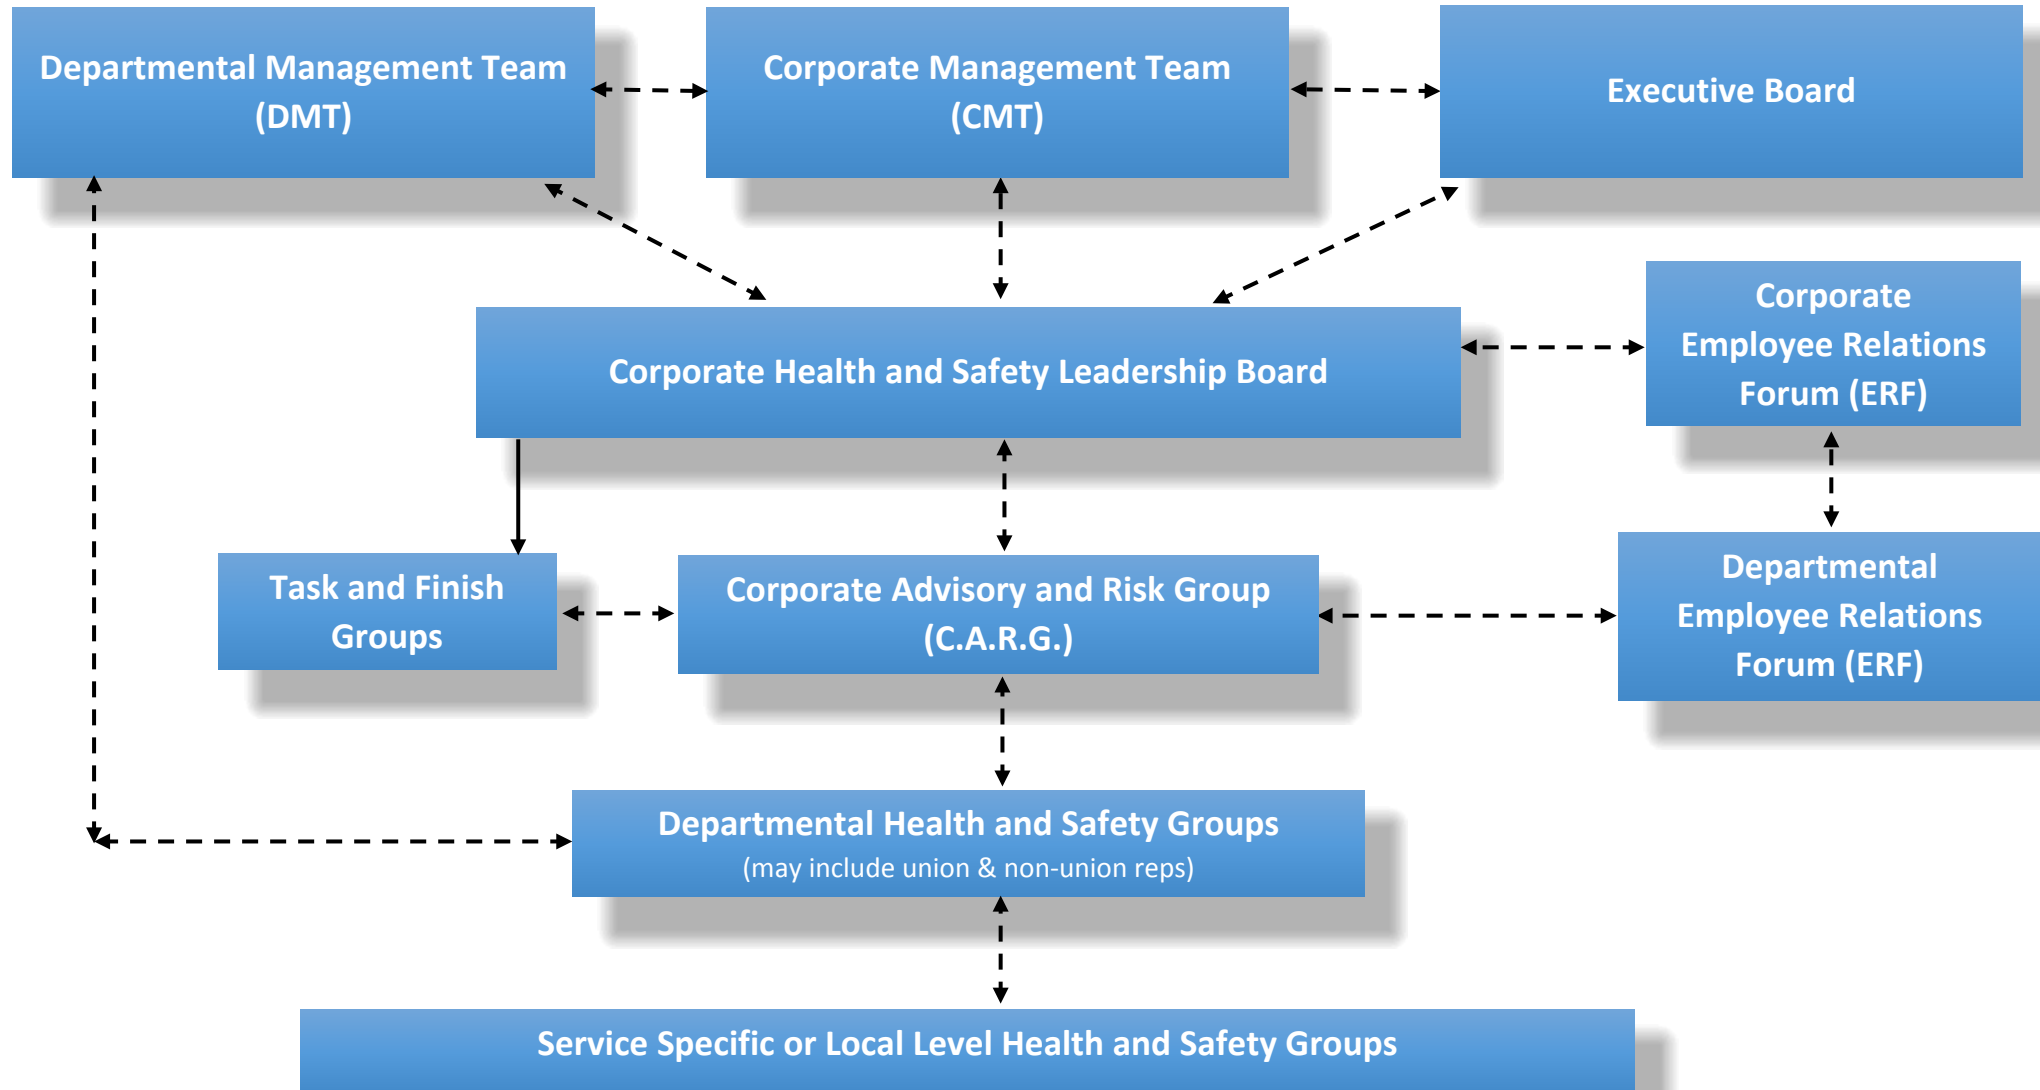 Departmental Management Team
(DMT)
Corporate Management Team
(CMT)
Executive Board
Corporate
Employee Relations
Forum (ERF)
Corporate Health and Safety Leadership Board
Task and Finish
Groups
Corporate Advisory and Risk Group
(C.A.R.G.)
Departmental
Employee Relations
Forum (ERF)
Departmental Health and Safety Groups
(may include union & non-union reps)
Service Specific or Local Level Health and Safety Groups